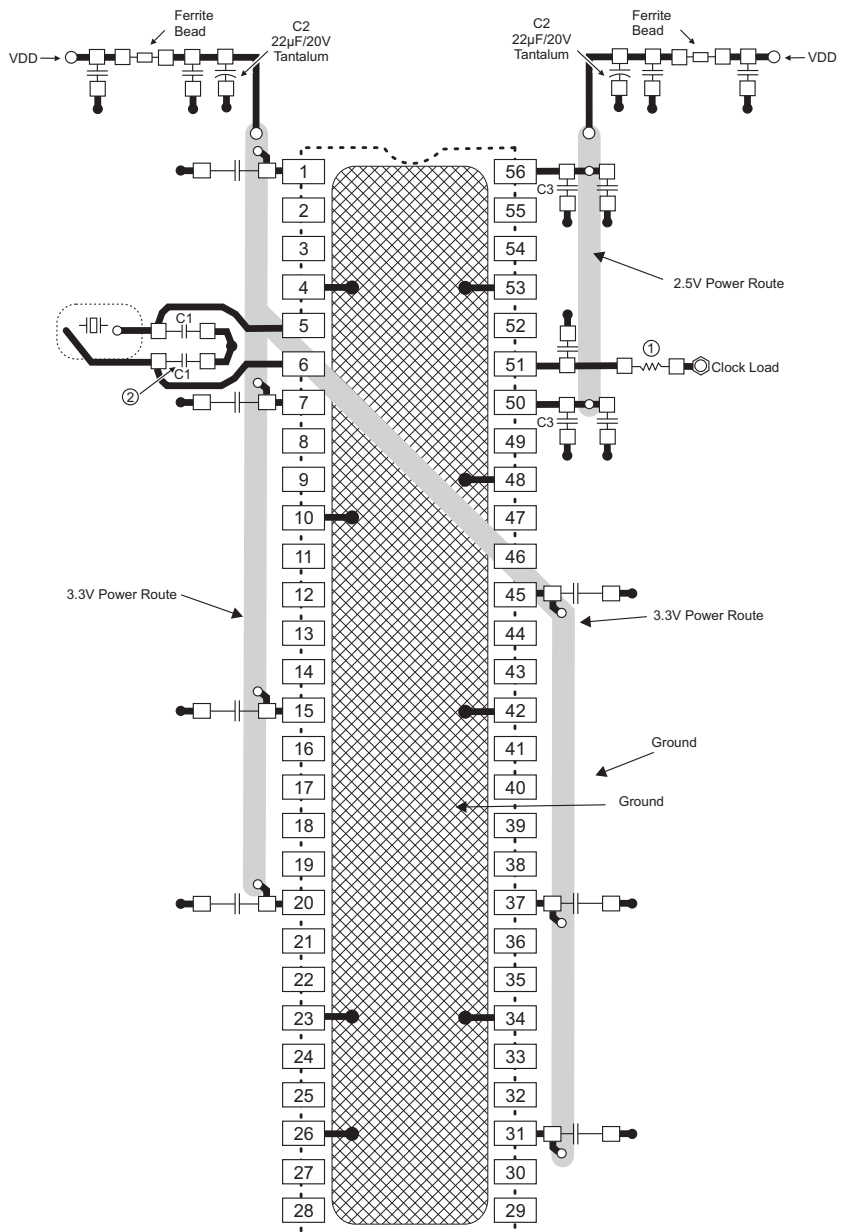 Ferrite
Bead
C2
22µF/20V
Tantalum
VDD
C2
22µF/20V
Tantalum
Ferrite
Bead
VDD
1
56
C3
2
55
3
54
2.5V Power Route
4
53
C1
5
52
C1
②
6
51
①
Clock Load
7
50
C3
8
49
9
48
10
47
11
46
3.3V Power Route
12
45
3.3V Power Route
13
44
14
43
15
42
16
41
Ground
17
40
Ground
18
39
19
38
20
37
21
36
22
35
23
34
24
33
25
32
26
31
27
30
28
29